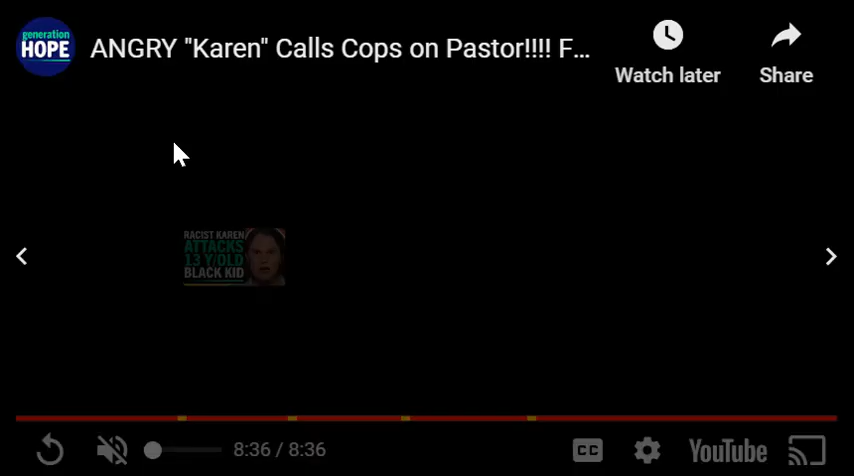 generation
HOPE
ANGRY "Karen" Calls Cops on Pastor!!!! F...
Watch later
Share
RACIST KAREN
ATTACKS
13 Y/OLD
BLACK KID
8:36 / 8:36
CC
YouTube